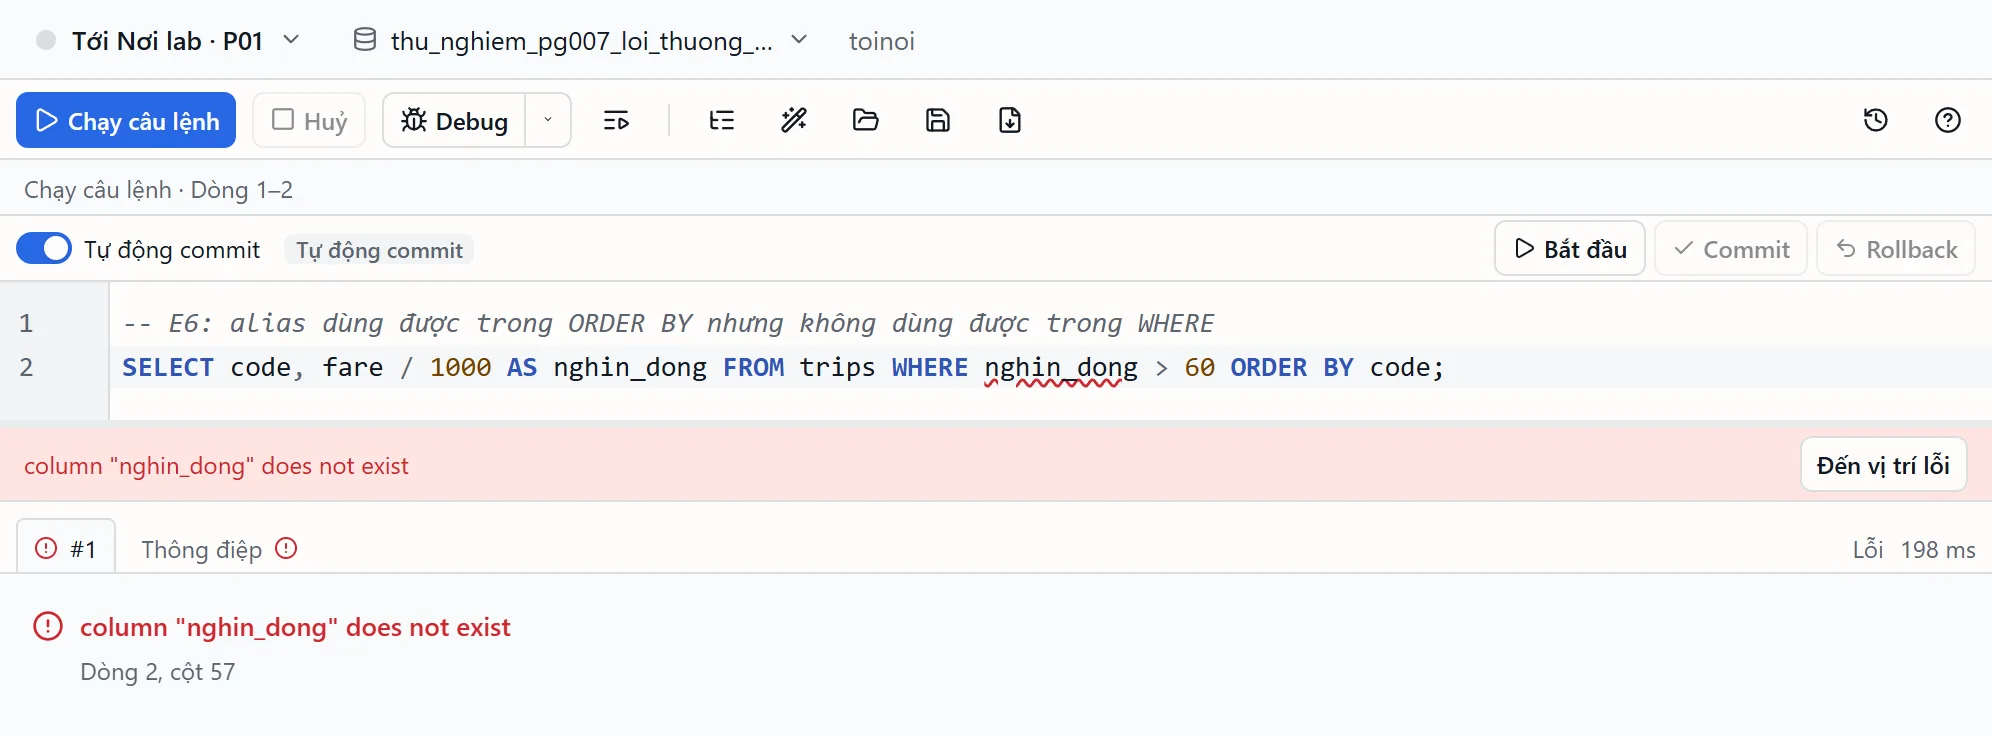 Tới Nơi lab · P01 thu_nghiem_pg007_loi_thuong_... toinoi
Chạy câu lệnh Huỷ Debug
Chạy câu lệnh · Dòng 1–2
Tự động commit Tự động commit Bắt đầu Commit Rollback
1 -- E6: alias dùng được trong ORDER BY nhưng không dùng được trong WHERE
2 SELECT code, fare / 1000 AS nghin_dong FROM trips WHERE nghin_dong > 60 ORDER BY code;
column "nghin_dong" does not exist Đến vị trí lỗi
#1 Thông điệp Lỗi 198 ms
column "nghin_dong" does not exist
Dòng 2, cột 57